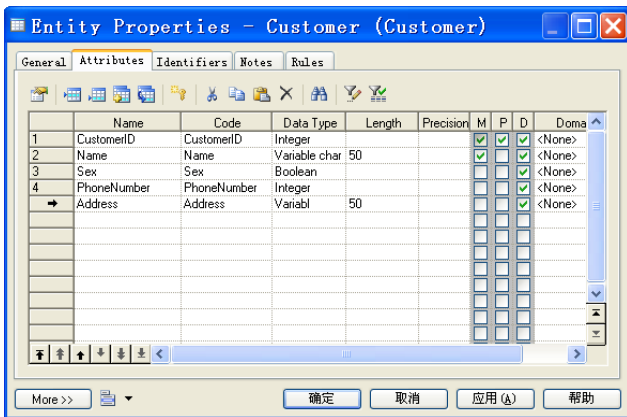 Entity Properties - Customer (Customer)
General Attributes Identifiers Notes Rules
Name Code Data Type Length Precision M P D Doma
1 CustomerID CustomerID Integer <None>
2 Name Name Variable char 50 <None>
3 Sex Sex Boolean <None>
4 PhoneNumber PhoneNumber Integer <None>
Address Address Variabl 50 <None>
More >> 确定 取消 应用(A) 帮助